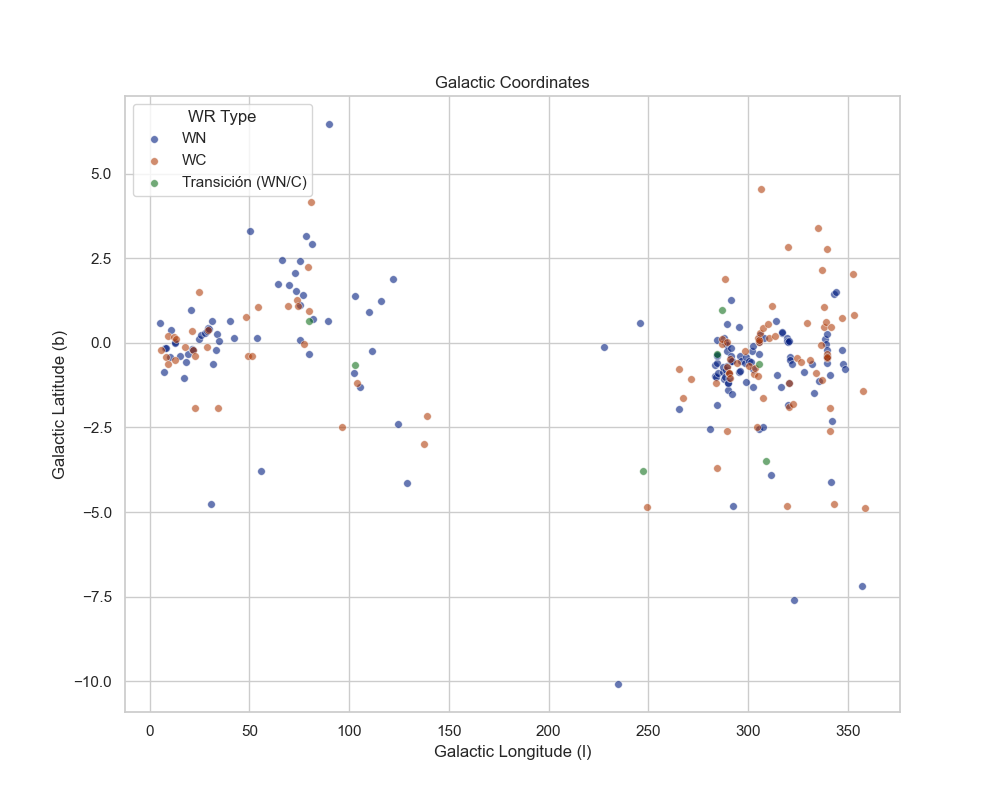 Galactic Coordinates
WR Type
WN
WC
Transición (WN/C)
5.0
2.5
0.0
−2.5
−5.0
−7.5
−10.0
Galactic Latitude (b)
0 50 100 150 200 250 300 350
Galactic Longitude (l)